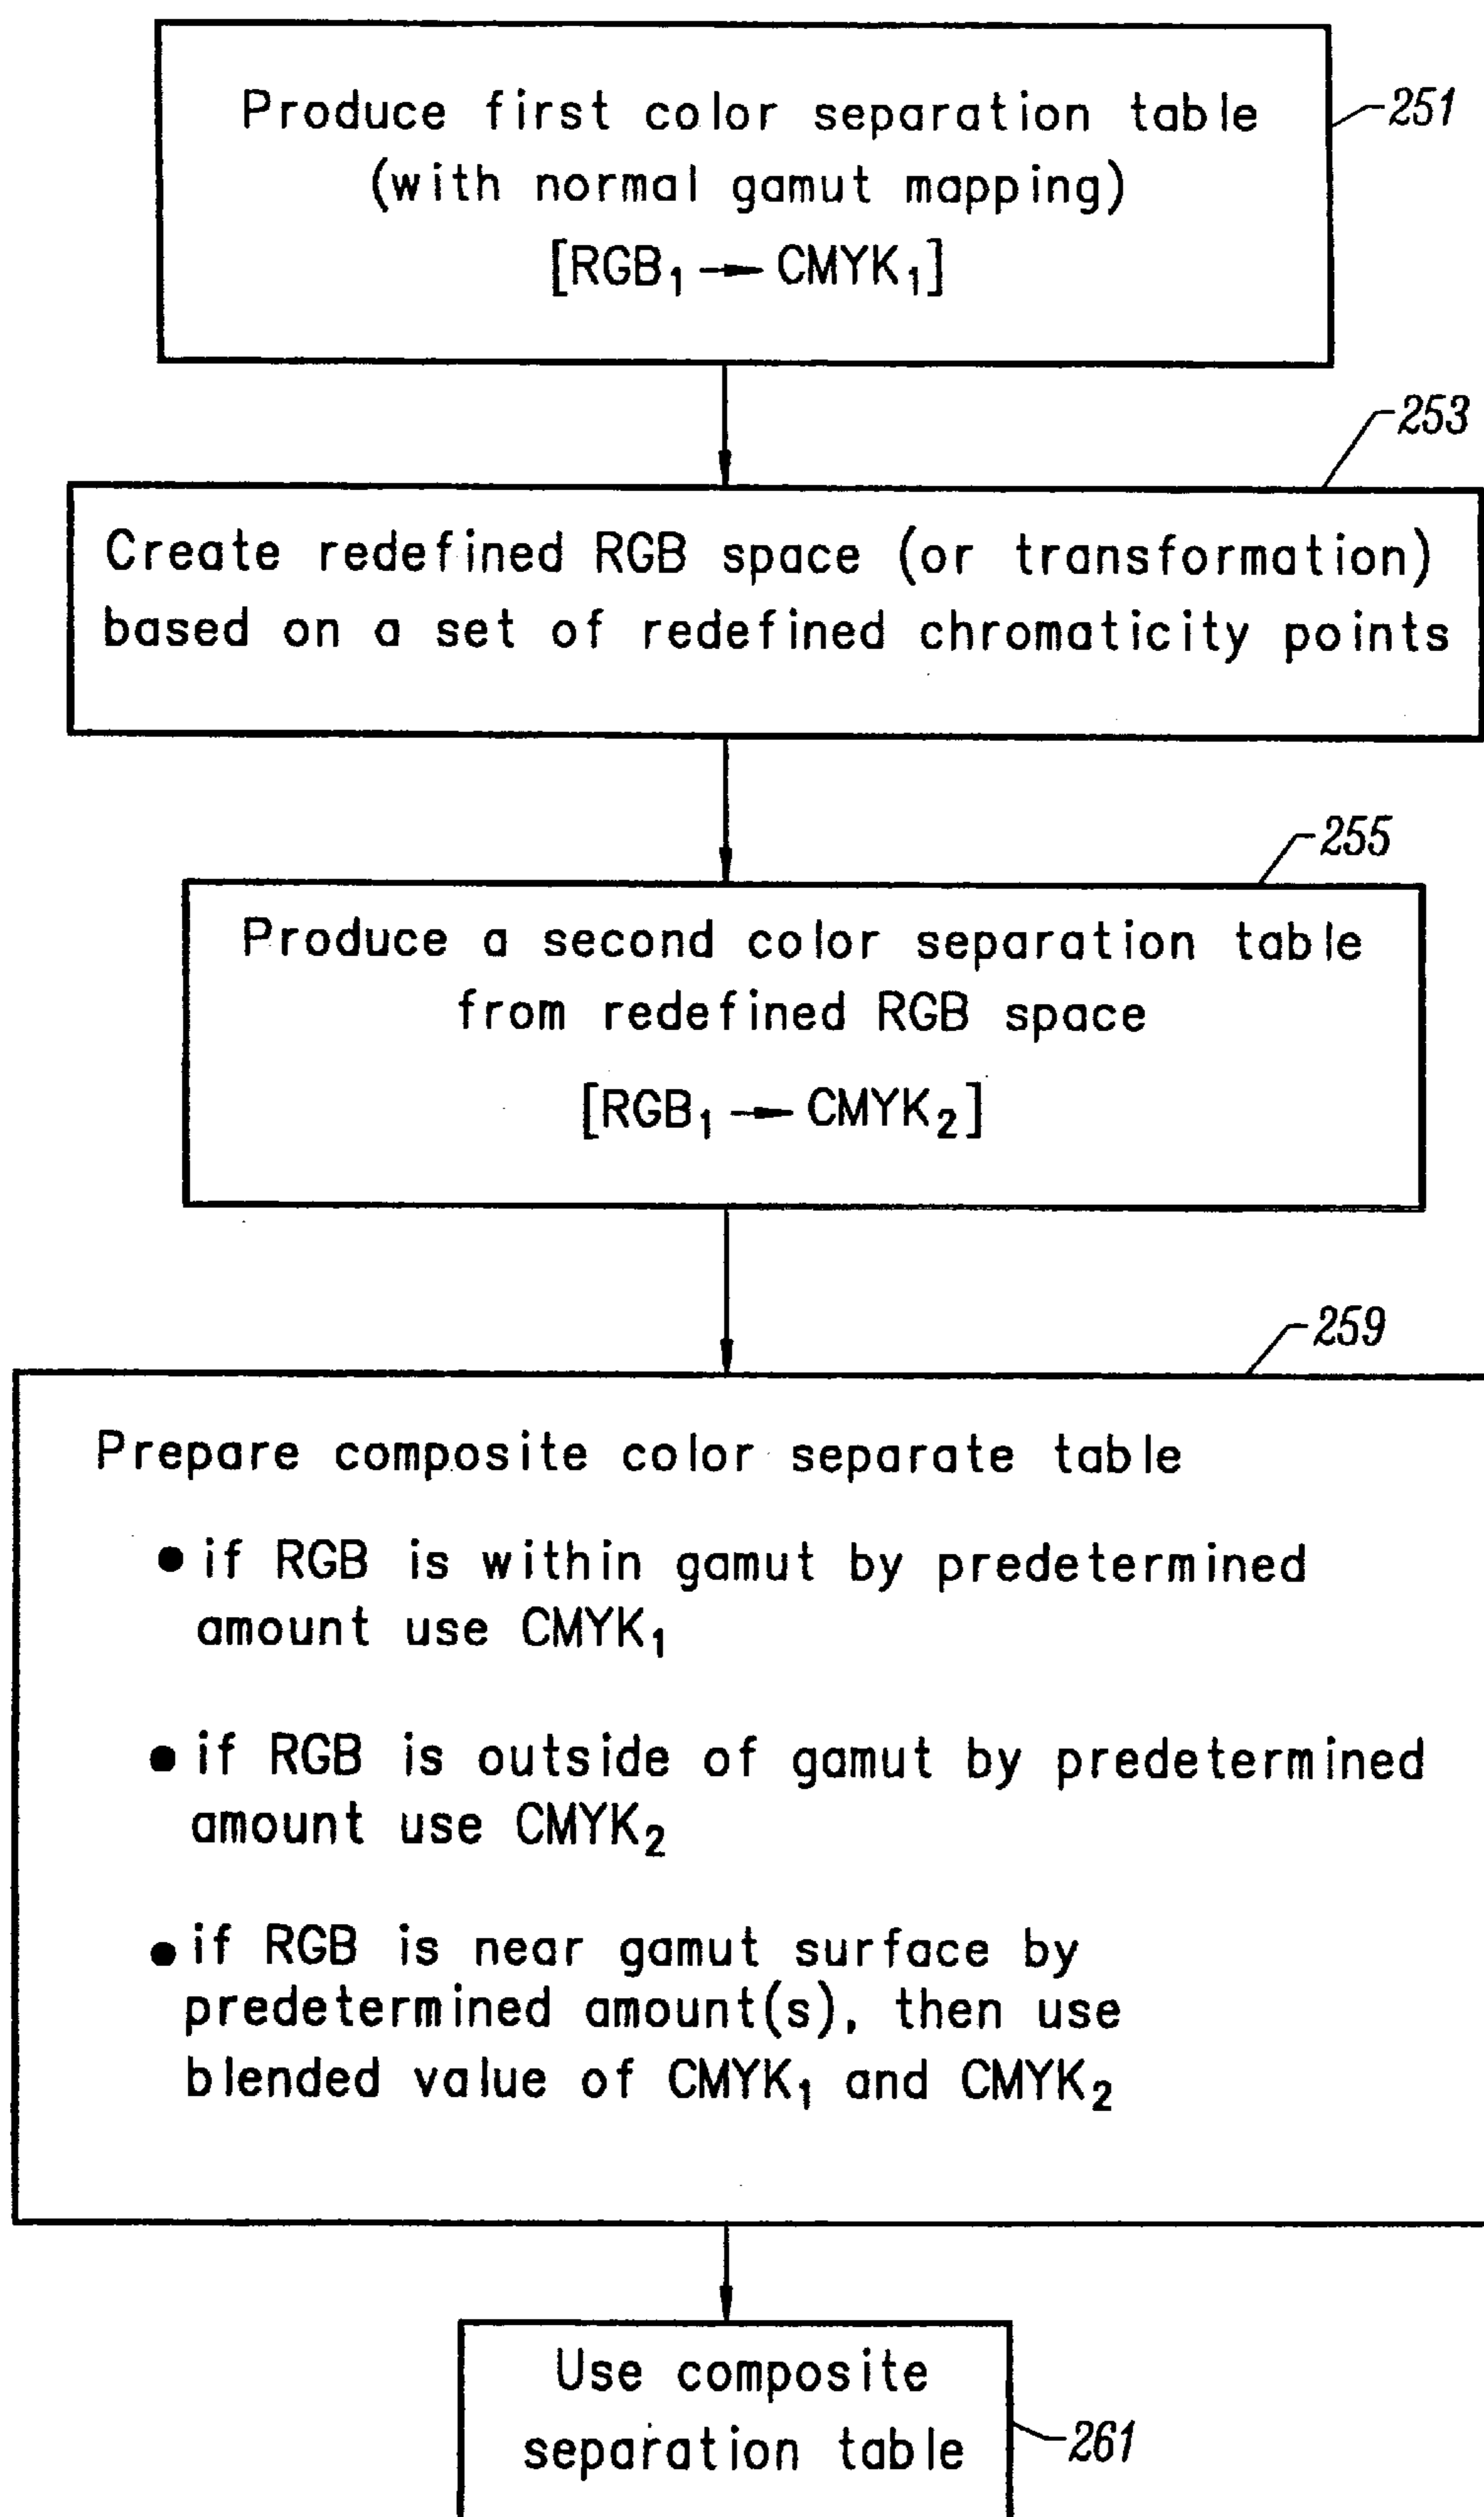 Produce first color separation table
(with normal gamut mapping)
[RGB₁ → CMYK₁]
251
253
Create redefined RGB space (or transformation)
based on a set of redefined chromaticity points
255
Produce a second color separation table
from redefined RGB space
[RGB₁ → CMYK₂]
259
Prepare composite color separate table
● if RGB is within gamut by predetermined
amount use CMYK₁
● if RGB is outside of gamut by predetermined
amount use CMYK₂
● if RGB is near gamut surface by
predetermined amount(s), then use
blended value of CMYK₁ and CMYK₂
Use composite
separation table
261